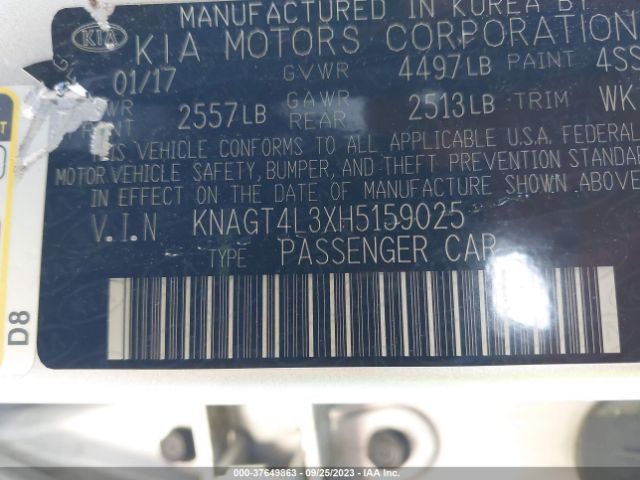 MANUFACTURED IN KOREA BY
KIA KIA MOTORS CORPORATION
01/17 GVWR 4497LB PAINT 4SS
2557LB GAWR REAR 2513LB TRIM WK
THIS VEHICLE CONFORMS TO ALL APPLICABLE U.S.A. FEDERAL
MOTOR VEHICLE SAFETY, BUMPER, AND THEFT PREVENTION STANDA
IN EFFECT ON THE DATE OF MANUFACTURE SHOWN ABOVE
V.I.N KNAGT4L3XH5159025
TYPE PASSENGER CAR
D8
000-37649863 - 09/25/2023 - IAA Inc.